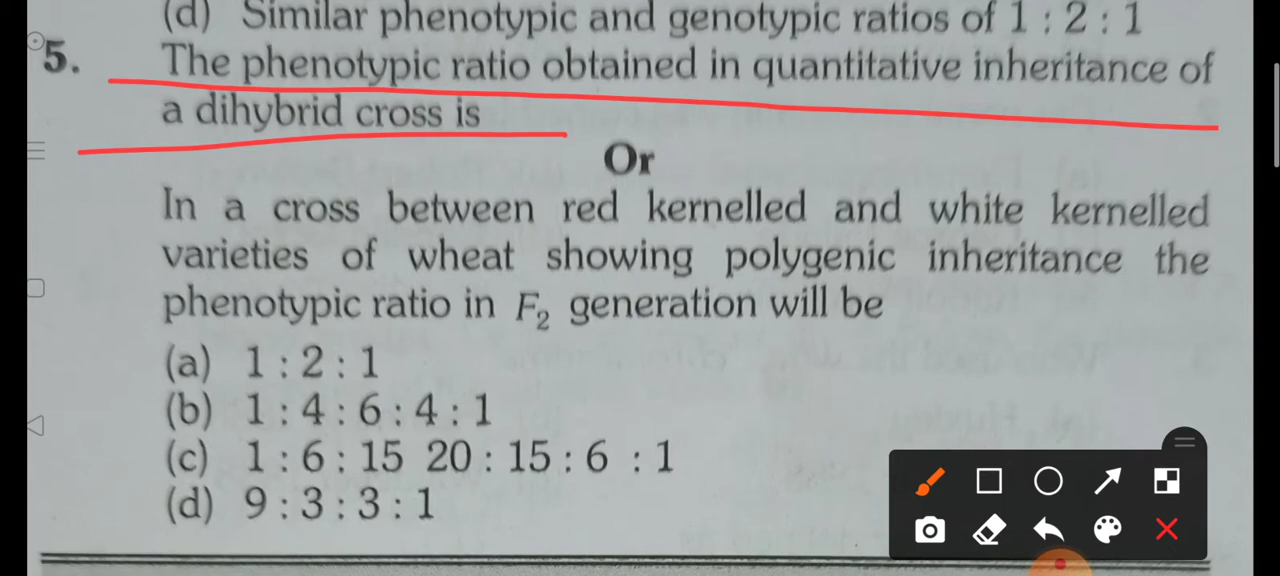 (d) Similar phenotypic and genotypic ratios of 1 : 2 : 1
5. The phenotypic ratio obtained in quantitative inheritance of
a dihybrid cross is
Or
In a cross between red kernelled and white kernelled
varieties of wheat showing polygenic inheritance the
phenotypic ratio in F₂ generation will be
(a) 1 : 2 : 1
(b) 1 : 4 : 6 : 4 : 1
(c) 1 : 6 : 15 20 : 15 : 6 : 1
(d) 9 : 3 : 3 : 1